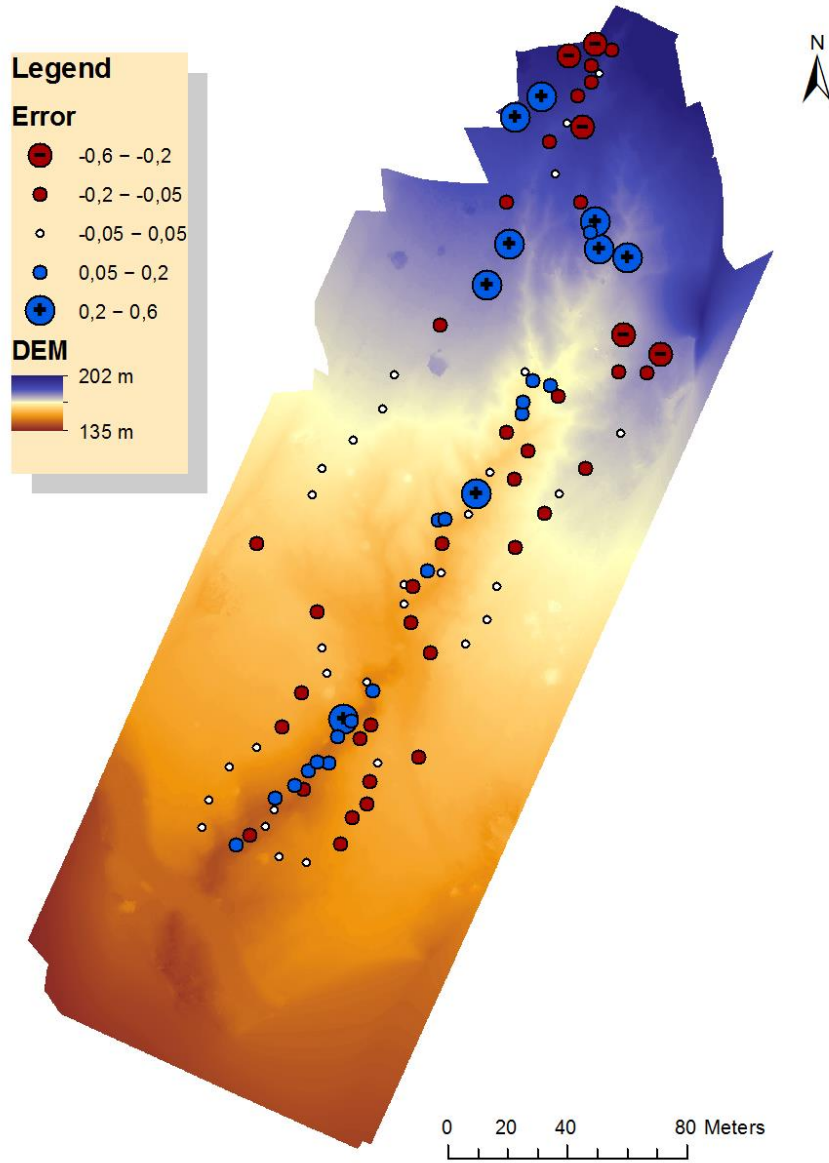 Legend
Error
-0,6 – -0,2
-0,2 – -0,05
-0,05 – 0,05
0,05 – 0,2
0,2 – 0,6
DEM
202 m
135 m
N
0 20 40 80 Meters